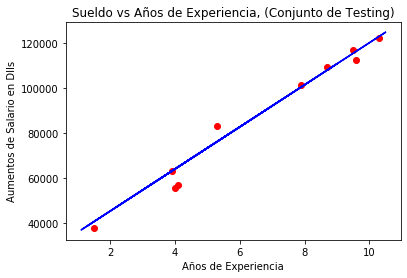 Sueldo vs Años de Experiencia, (Conjunto de Testing)
Aumentos de Salario en Dlls
120000
100000
80000
60000
40000
2 4 6 8 10
Años de Experiencia